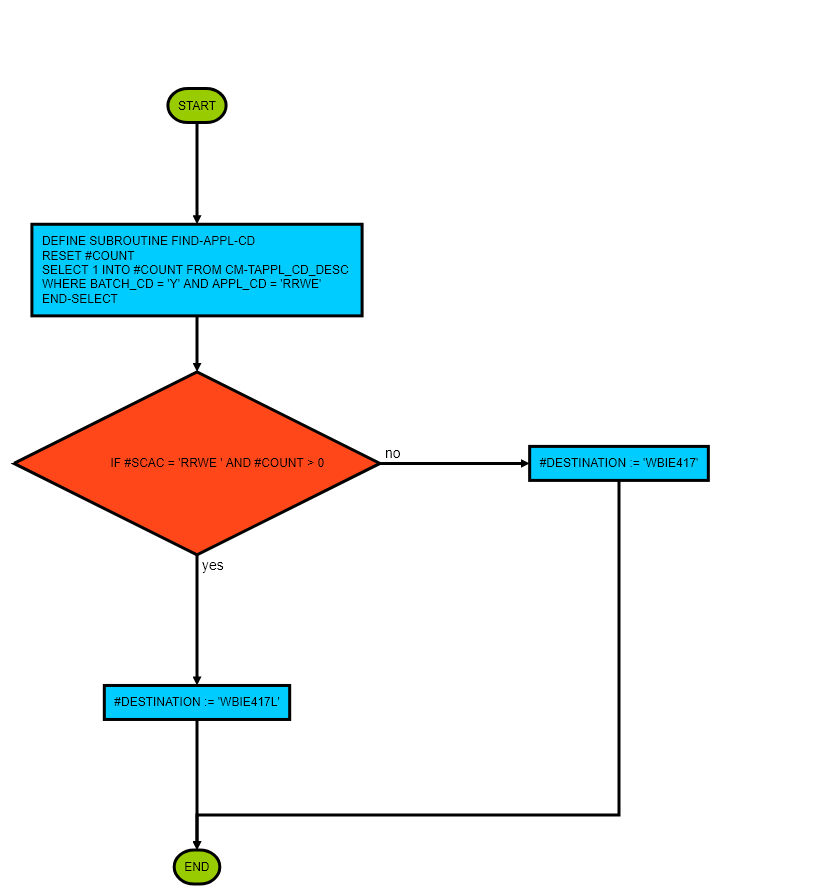 START
DEFINE SUBROUTINE FIND-APPL-CD
RESET #COUNT
SELECT 1 INTO #COUNT FROM CM-TAPPL_CD_DESC
WHERE BATCH_CD = 'Y' AND APPL_CD = 'RRWE'
END-SELECT
IF #SCAC = 'RRWE ' AND #COUNT > 0
no
#DESTINATION := 'WBIE417'
yes
#DESTINATION := 'WBIE417L'
END